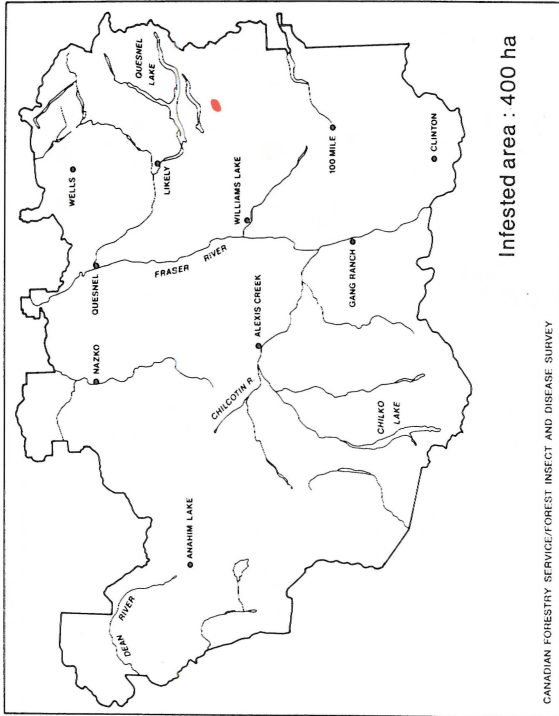 DEAN
RIVER
ANAHIM LAKE
NAZKO
QUESNEL
WELLS
LIKELY
QUESNEL
LAKE
FRASER RIVER
WILLIAMS LAKE
ALEXIS CREEK
CHILCOTIN R.
CHILKO
LAKE
GANG RANCH
100 MILE
CLINTON
Infested area : 400 ha
CANADIAN FORESTRY SERVICE/FOREST INSECT AND DISEASE SURVEY